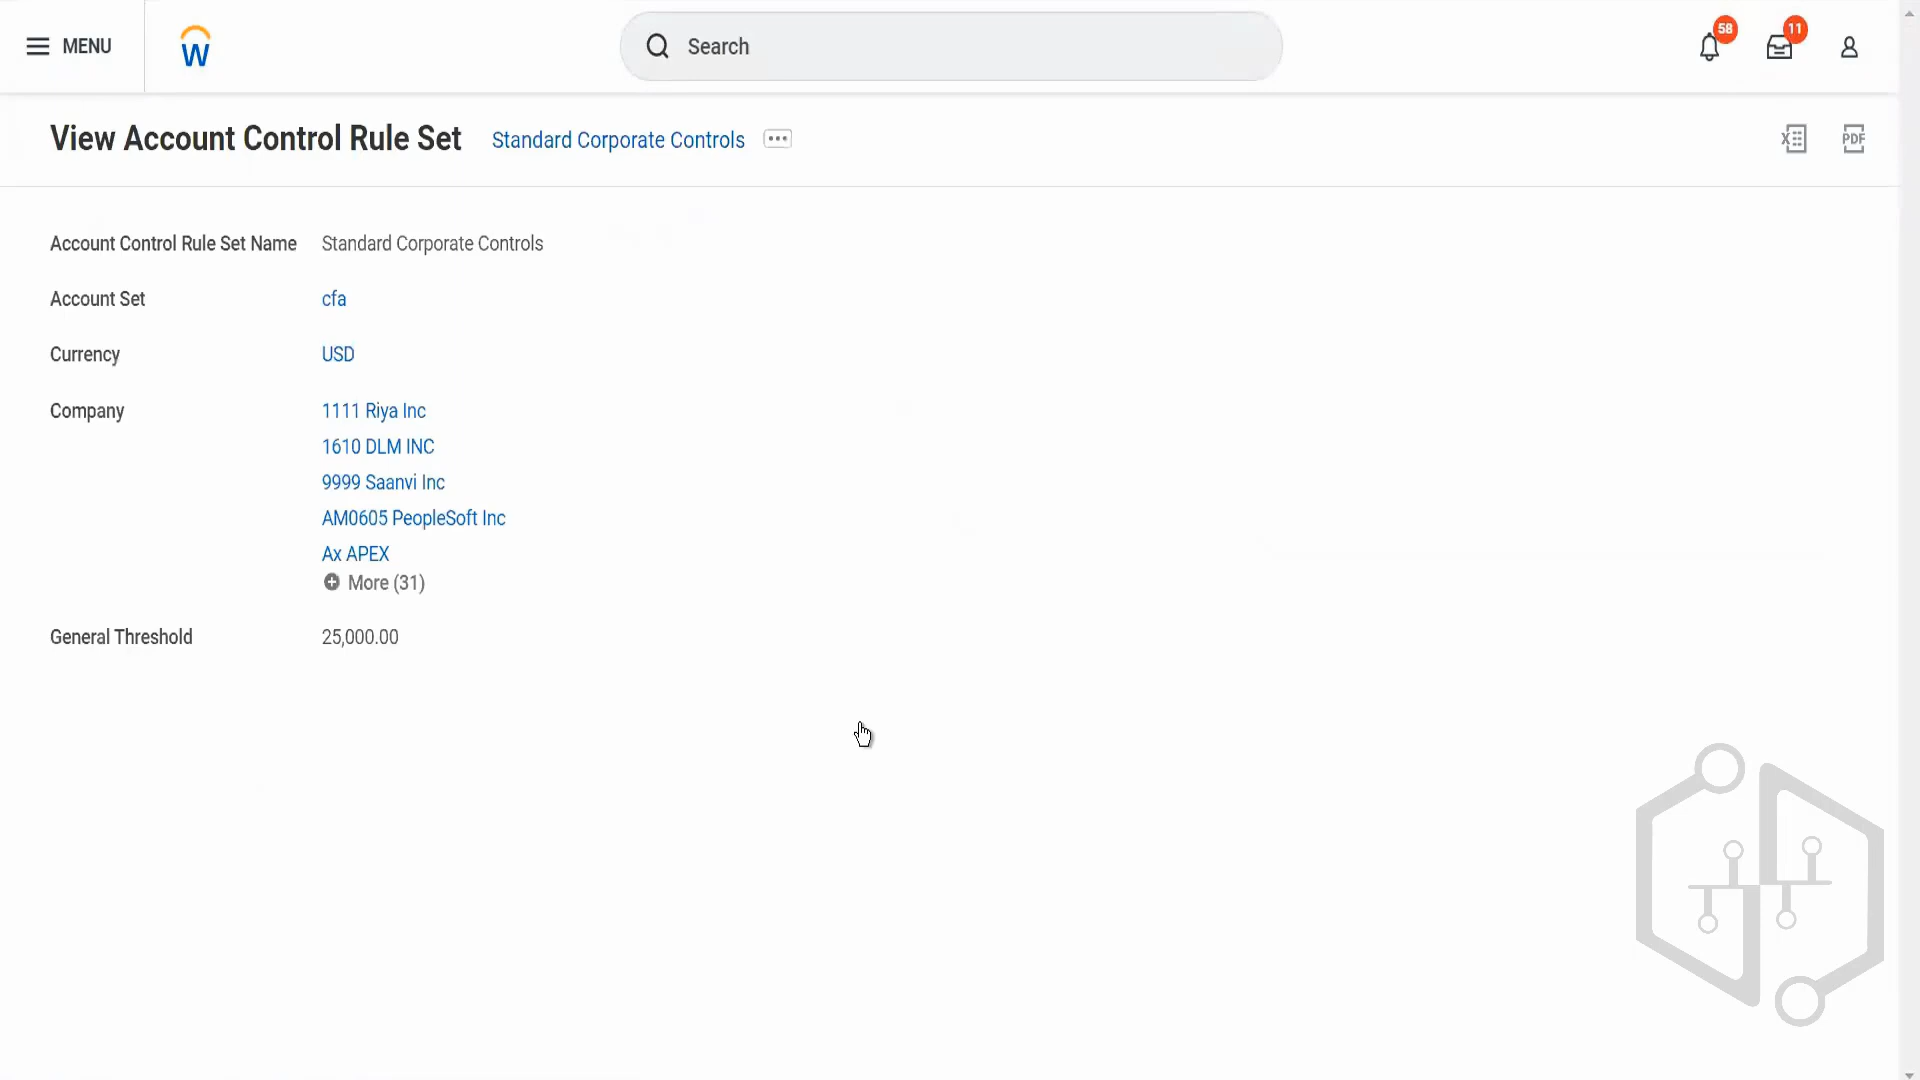 MENU
W
Search
58
11
View Account Control Rule Set
Standard Corporate Controls
X
PDF
Account Control Rule Set Name
Standard Corporate Controls
Account Set
cfa
Currency
USD
Company
1111 Riya Inc
1610 DLM INC
9999 Saanvi Inc
AM0605 PeopleSoft Inc
Ax APEX
More (31)
General Threshold
25,000.00